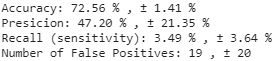 Accuracy: 72.56 % , ± 1.41 %
Presicion: 47.20 % , ± 21.35 %
Recall (sensitivity): 3.49 % , ± 3.64 %
Number of False Positives: 19 , ± 20